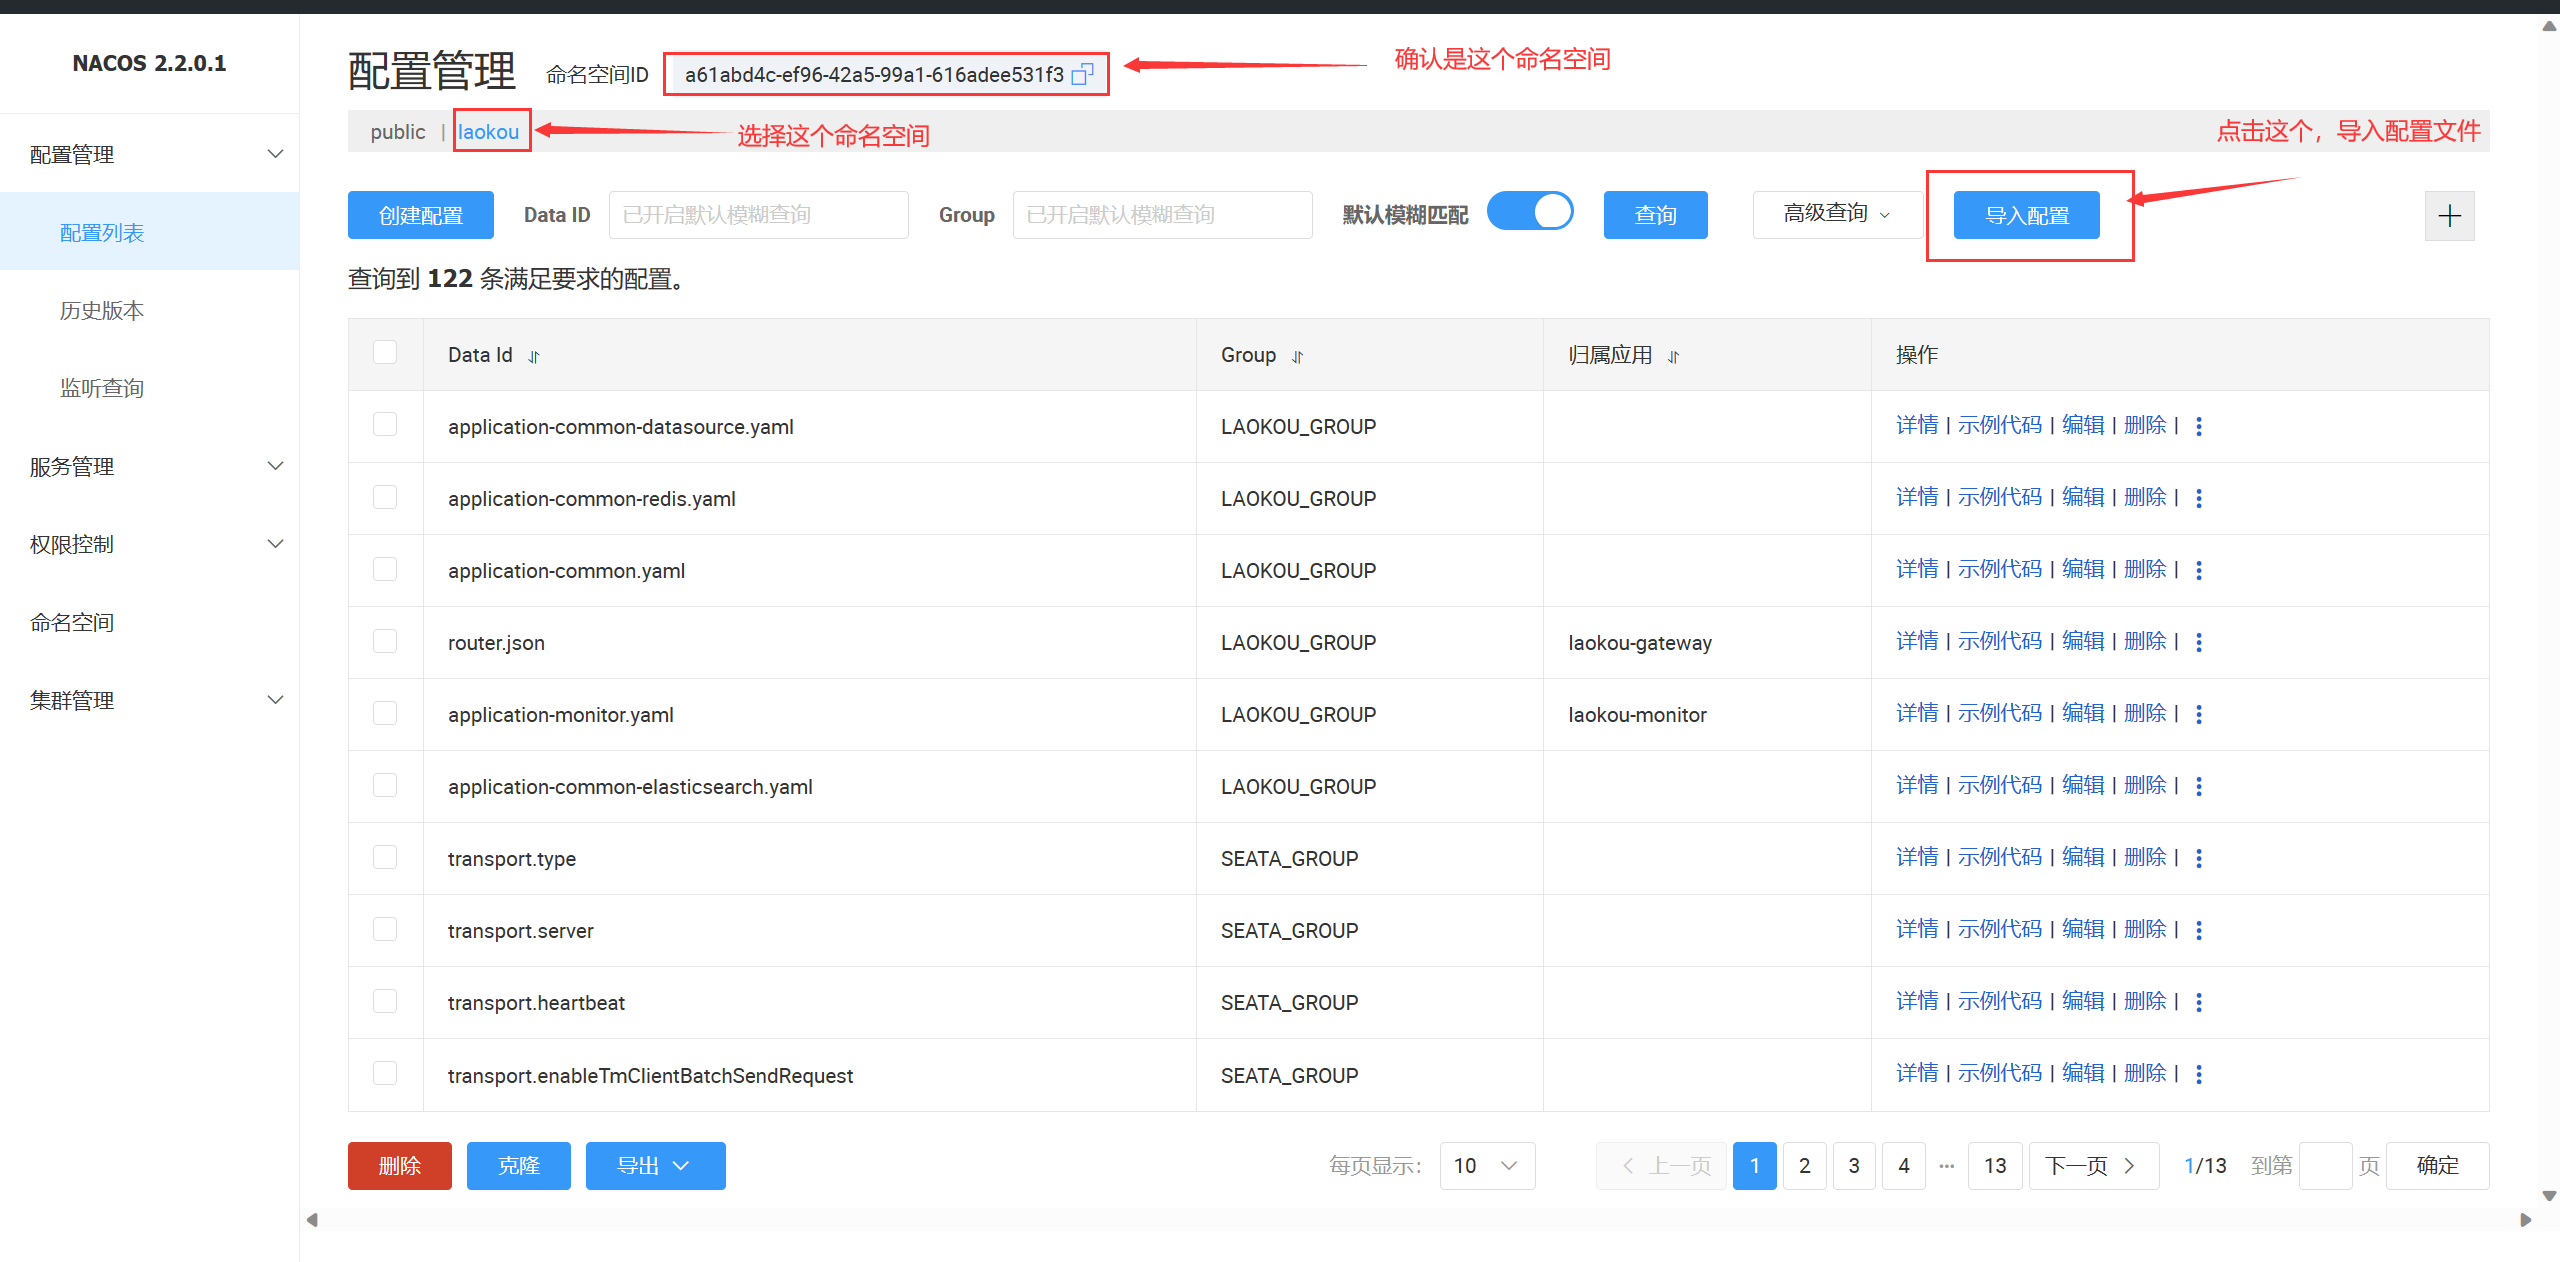 NACOS 2.2.0.1
配置管理
配置列表
历史版本
监听查询
服务管理
权限控制
命名空间
集群管理
配置管理 命名空间ID a61abd4c-ef96-42a5-99a1-616adee531f3 确认是这个命名空间
public | laokou 选择这个命名空间 点击这个，导入配置文件
创建配置 Data ID 已开启默认模糊查询 Group 已开启默认模糊查询 默认模糊匹配 查询 高级查询 导入配置
查询到 122 条满足要求的配置。
Data Id Group 归属应用 操作
application-common-datasource.yaml LAOKOU_GROUP 详情 | 示例代码 | 编辑 | 删除 |
application-common-redis.yaml LAOKOU_GROUP 详情 | 示例代码 | 编辑 | 删除 |
application-common.yaml LAOKOU_GROUP 详情 | 示例代码 | 编辑 | 删除 |
router.json LAOKOU_GROUP laokou-gateway 详情 | 示例代码 | 编辑 | 删除 |
application-monitor.yaml LAOKOU_GROUP laokou-monitor 详情 | 示例代码 | 编辑 | 删除 |
application-common-elasticsearch.yaml LAOKOU_GROUP 详情 | 示例代码 | 编辑 | 删除 |
transport.type SEATA_GROUP 详情 | 示例代码 | 编辑 | 删除 |
transport.server SEATA_GROUP 详情 | 示例代码 | 编辑 | 删除 |
transport.heartbeat SEATA_GROUP 详情 | 示例代码 | 编辑 | 删除 |
transport.enableTmClientBatchSendRequest SEATA_GROUP 详情 | 示例代码 | 编辑 | 删除 |
删除 克隆 导出 每页显示： 10 上一页 1 2 3 4 ... 13 下一页 1/13 到第 页 确定